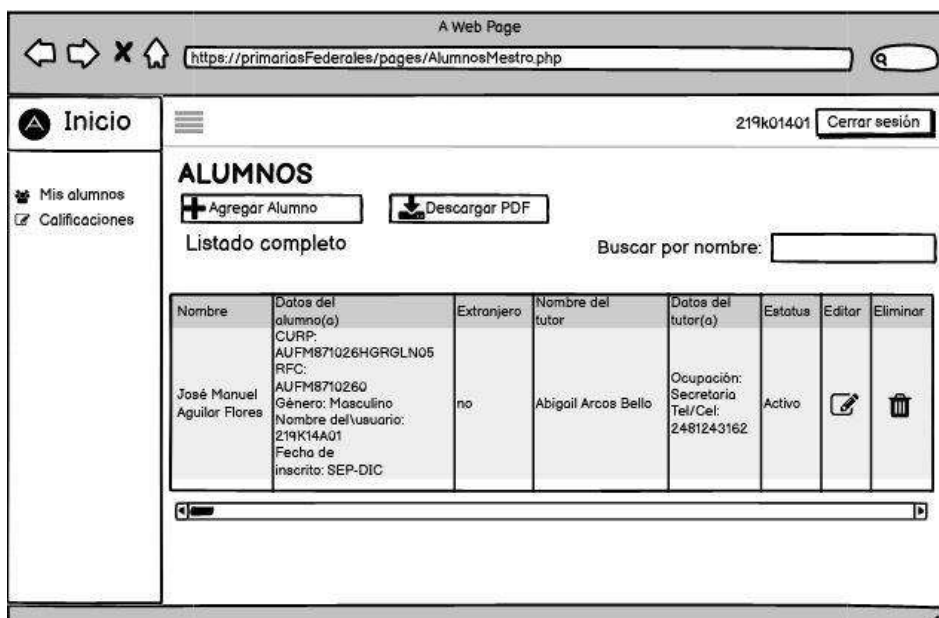 A Web Page
https://primariasFederales/pages/AlumnosMestro.php
Inicio
219k01401
Cerrar sesión
Mis alumnos
Calificaciones
ALUMNOS
Agregar Alumno
Descargar PDF
Listado completo
Buscar por nombre:
Nombre
Datos del
alumno(a)
Extranjero
Nombre del
tutor
Datos del
tutor(a)
Estatus
Editar
Eliminar
José Manuel
Aguilar Flores
CURP:
AUFM871026HGRGLN05
RFC:
AUFM8710260
Género: Masculino
Nombre del\usuario:
219K14A01
Fecha de
inscrito: SEP-DIC
no
Abigail Arcos Bello
Ocupación:
Secretaria
Tel/Cel:
2481243162
Activo